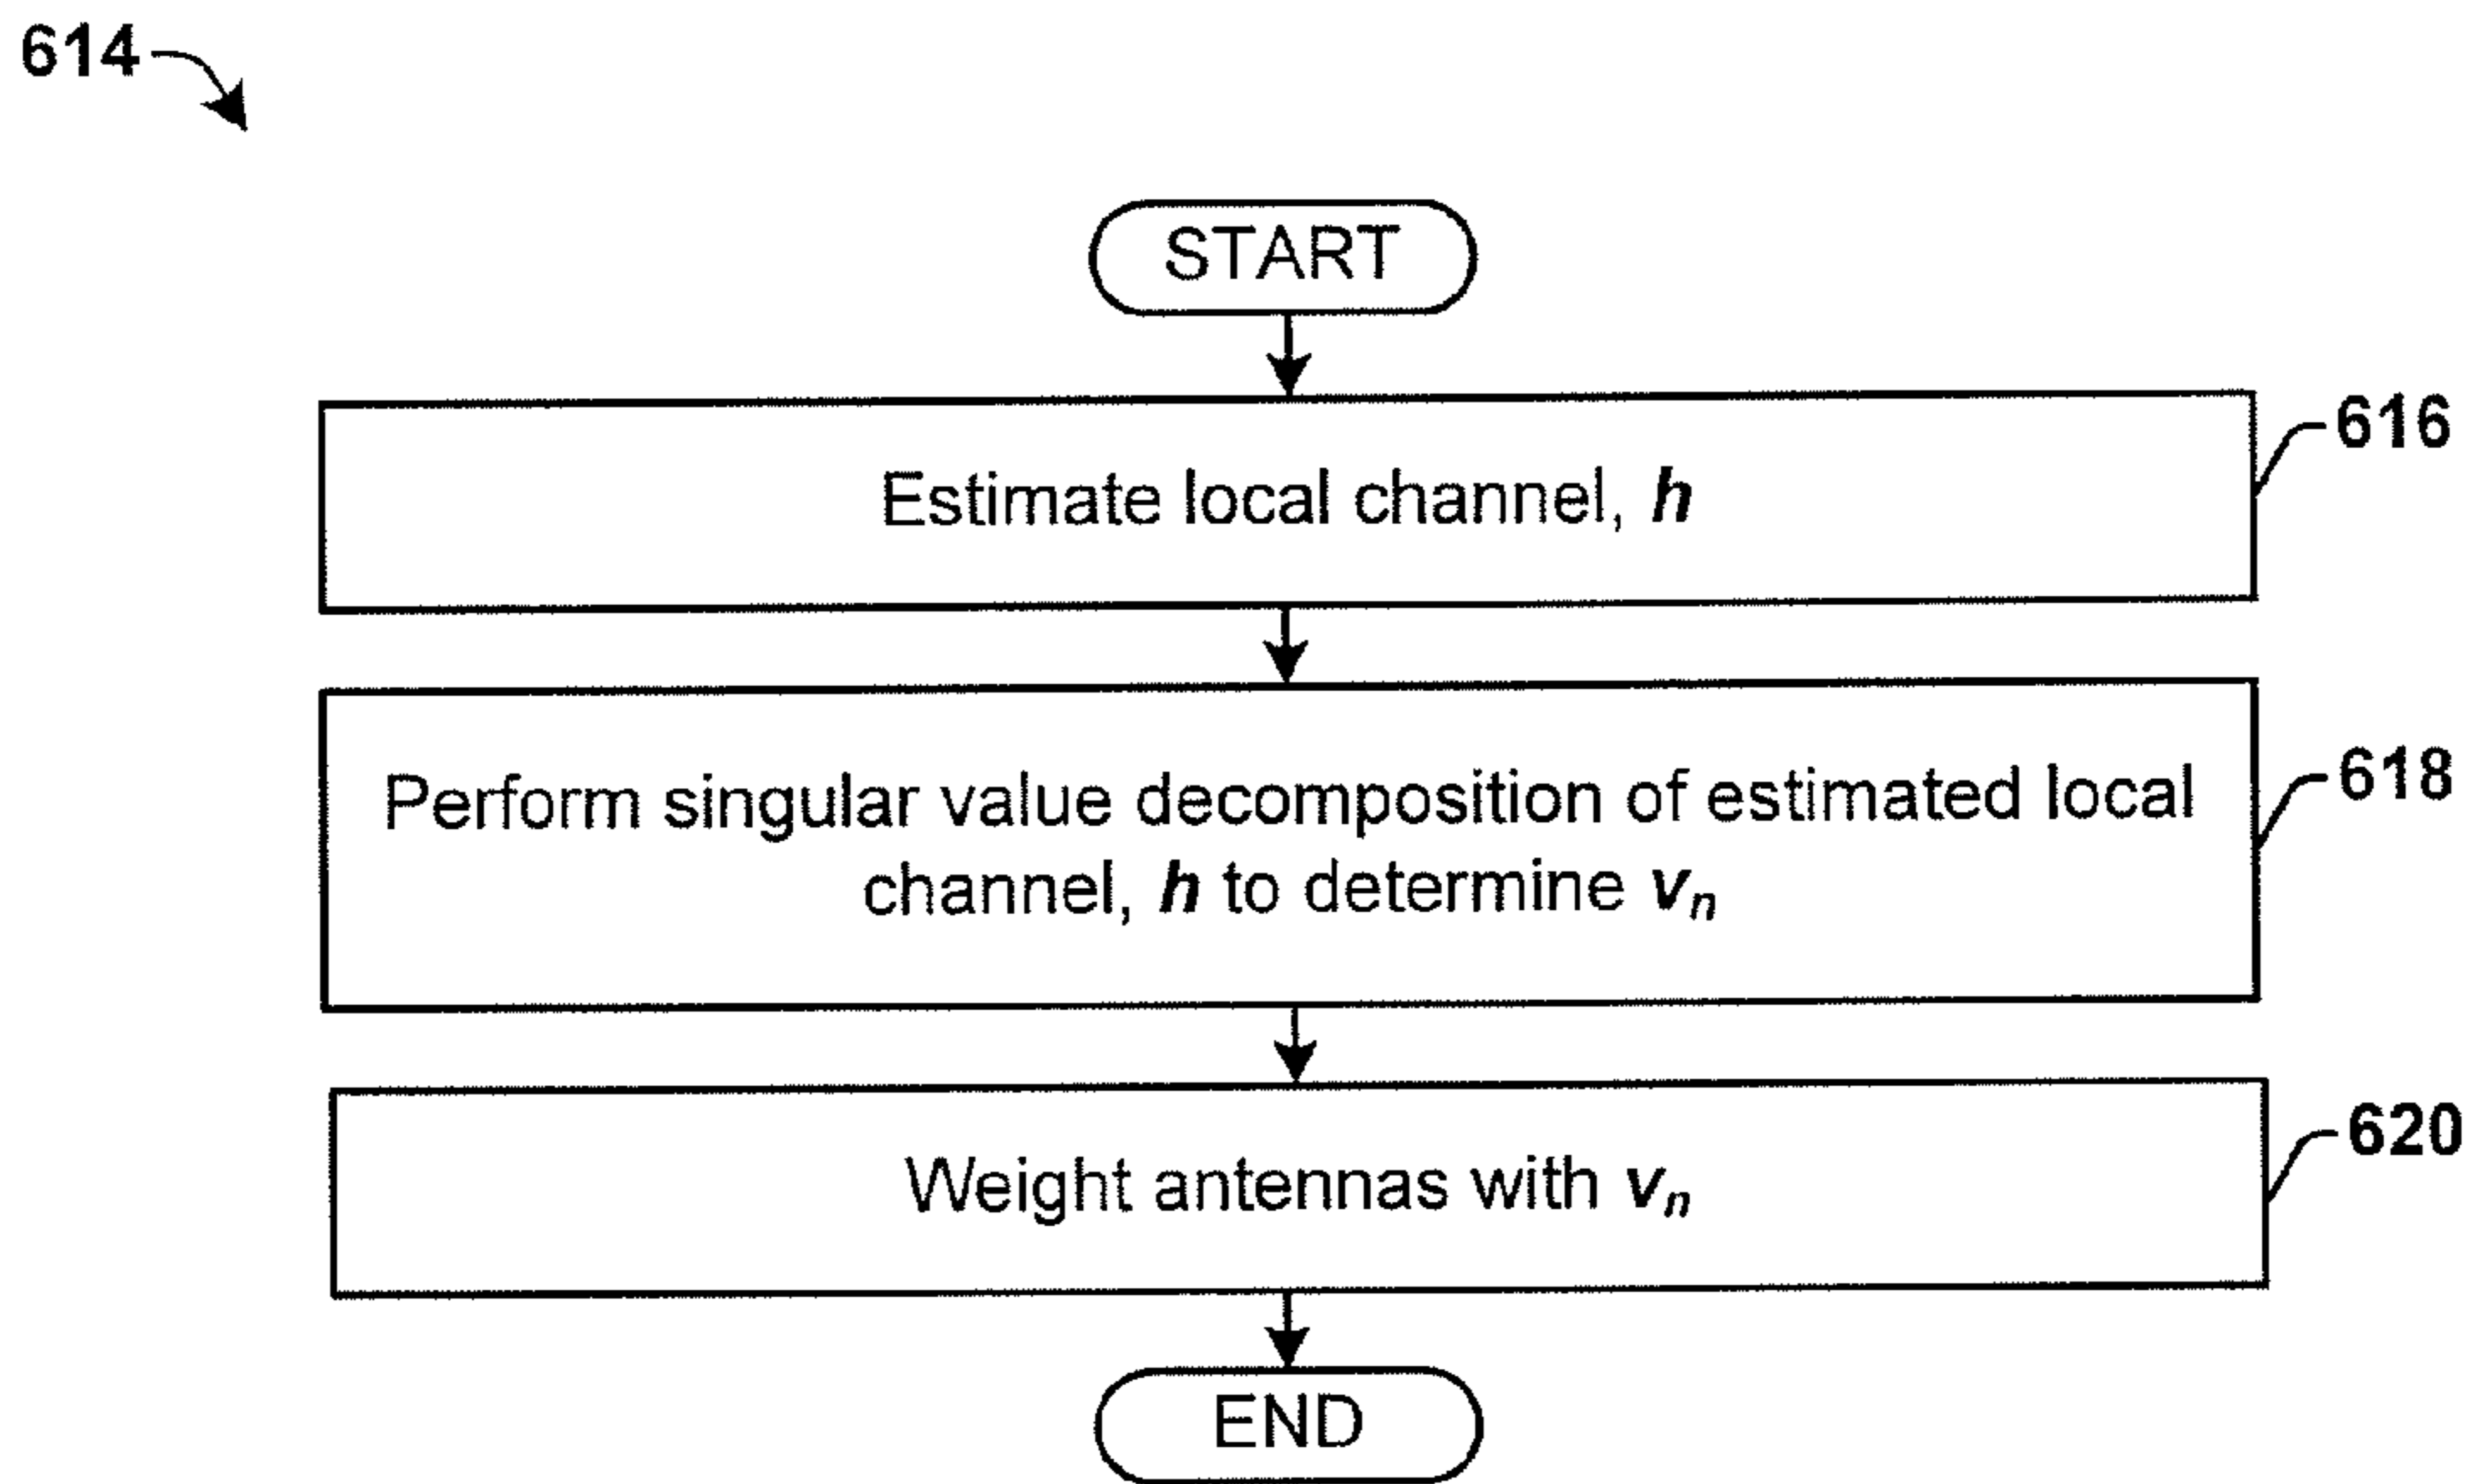 614
START
Estimate local channel, h
616
Perform singular value decomposition of estimated local
channel, h to determine vn
618
Weight antennas with vn
620
END